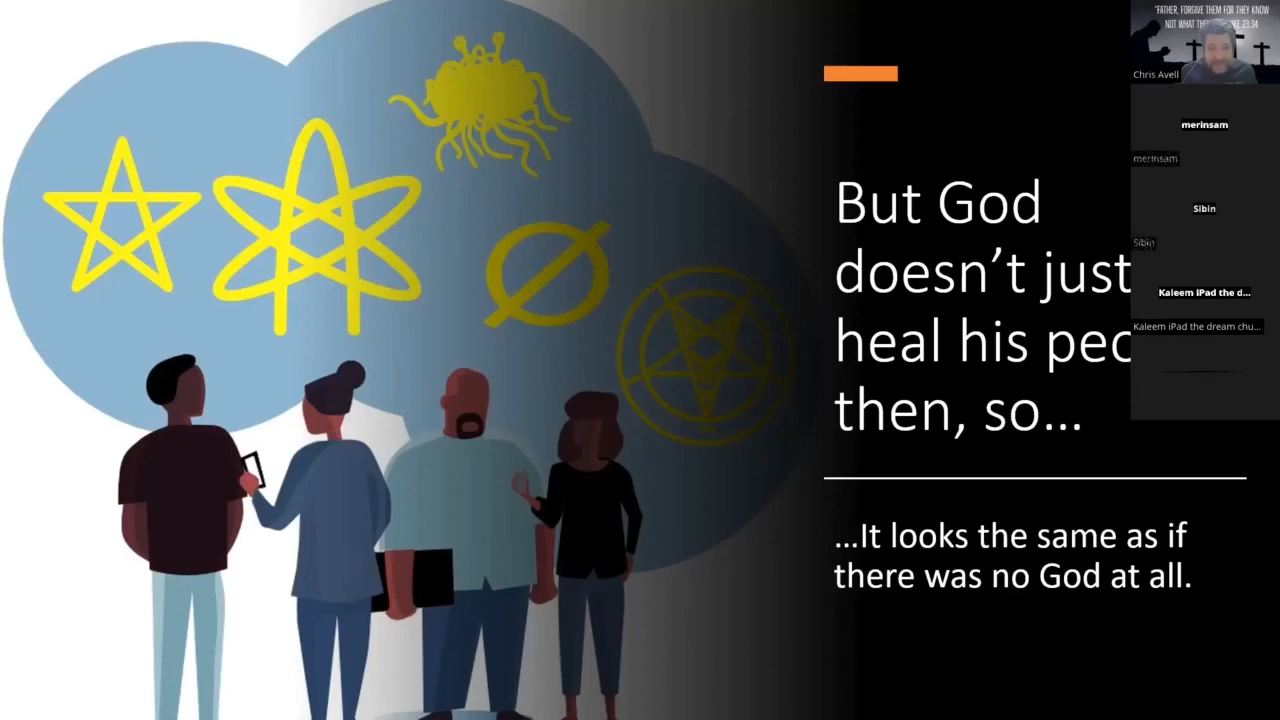 But God
doesn’t just
heal his
then, so…
…It looks the same as if
there was no God at all.
"FATHER, FORGIVE THEM FOR THEY KNOW
NOT WHAT 23:34
Chris Avell
merinsam
merinsam
Sibin
Sibin
Kaleem iPad the d...
Kaleem iPad the dream chu...